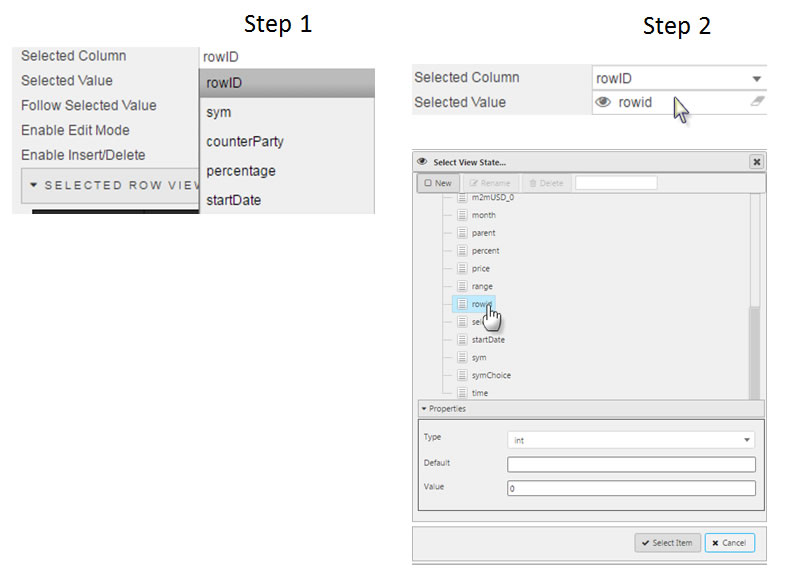 Step 1
Selected Column rowID
Selected Value rowID
Follow Selected Value sym
Enable Edit Mode counterParty
Enable Insert/Delete percentage
SELECTED ROW VIEW startDate
Step 2
Selected Column rowID
Selected Value rowid
Select View State...
New Rename Delete
m2mUSD_0
month
parent
percent
price
range
rowid
startDate
sym
symChoice
time
Properties
Type int
Default
Value 0
Select Item Cancel